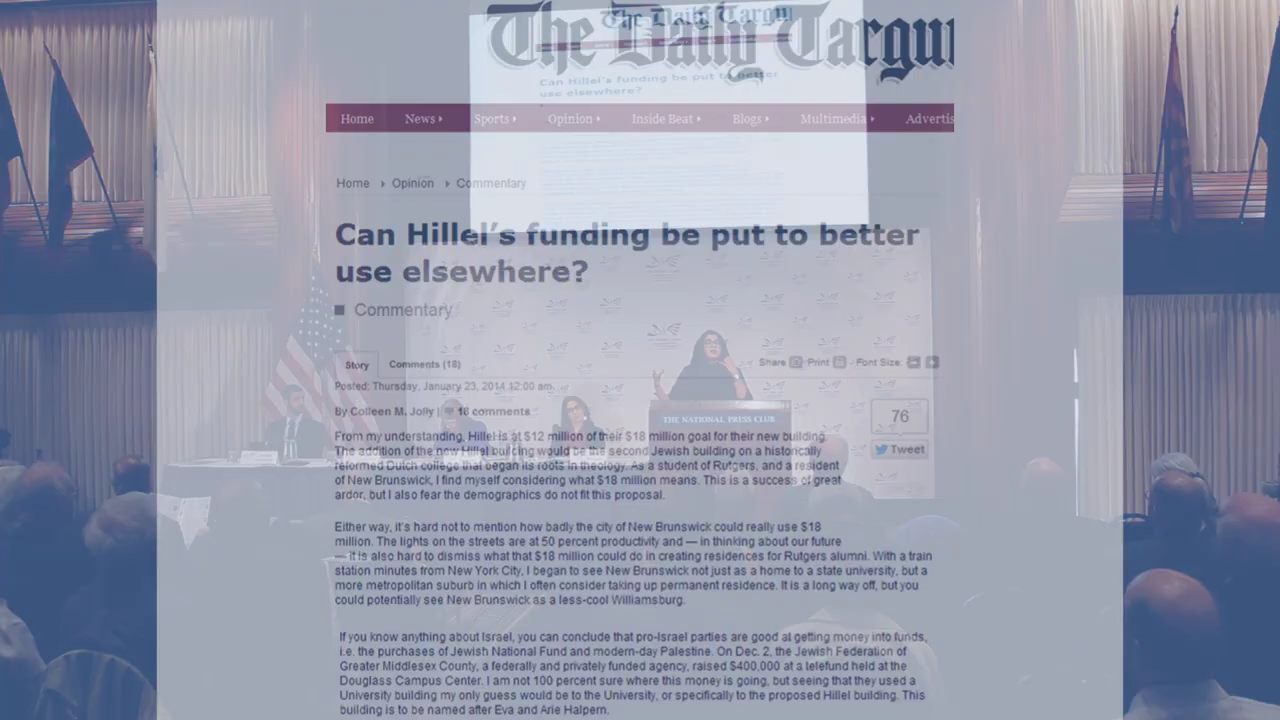 The Daily Targu
The Daily Targu
Can Hillel's funding be put to better
use elsewhere?
Home News Sports Opinion Inside Beat Blogs Multimedia Advertis
Home Opinion Commentary
Can Hillel's funding be put to better
use elsewhere?
Commentary
Story Comments (18)
Share Print Font Size:
Posted: Thursday, January 23, 2014 12:00 am
By Colleen M. Jolly | 18 comments
76
Tweet
THE NATIONAL PRESS CLUB
From my understanding, Hillel is at $12 million of their $18 million goal for their new building.
The addition of the new Hillel building would be the second Jewish building on a historically
reformed Dutch college that began its roots in theology. As a student of Rutgers, and a resident
of New Brunswick, I find myself considering what $18 million means. This is a success of great
ardor, but I also fear the demographics do not fit this proposal.
Either way, it's hard not to mention how badly the city of New Brunswick could really use $18
million. The lights on the streets are at 50 percent productivity and — in thinking about our future
— it is also hard to dismiss what that $18 million could do in creating residences for Rutgers alumni. With a train
station minutes from New York City, I began to see New Brunswick not just as a home to a state university, but a
more metropolitan suburb in which I often consider taking up permanent residence. It is a long way off, but you
could potentially see New Brunswick as a less-cool Williamsburg.
If you know anything about Israel, you can conclude that pro-Israel parties are good at getting money into funds,
i.e. the purchases of Jewish National Fund and modern-day Palestine. On Dec. 2, the Jewish Federation of
Greater Middlesex County, a federally and privately funded agency, raised $400,000 at a telefund held at the
Douglass Campus Center. I am not 100 percent sure where this money is going, but seeing that they used a
University building my only guess would be to the University, or specifically to the proposed Hillel building. This
building is to be named after Eva and Arie Halpern.